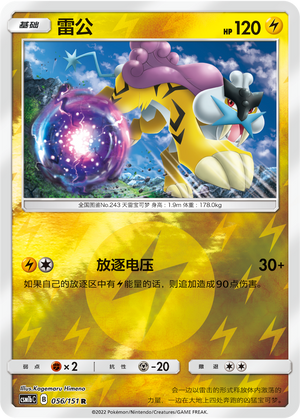 基础 雷公 HP 120
全国图鉴No.243 天雷宝可梦 身高：1.9m 体重：178.0kg
放逐电压 30+
如果自己的放逐区中有能量的话，则追加造成90点伤害。
Illus. Kagemaru Himeno
弱点 ×2 抗性 -20 撤退
csm1b C B 056/151 R
会一边以雷击的形式释放体内激蓄的
力量，一边在大地上四处奔跑的凶猛宝可梦。
©2022 Pokémon/Nintendo/Creatures/GAME FREAK.